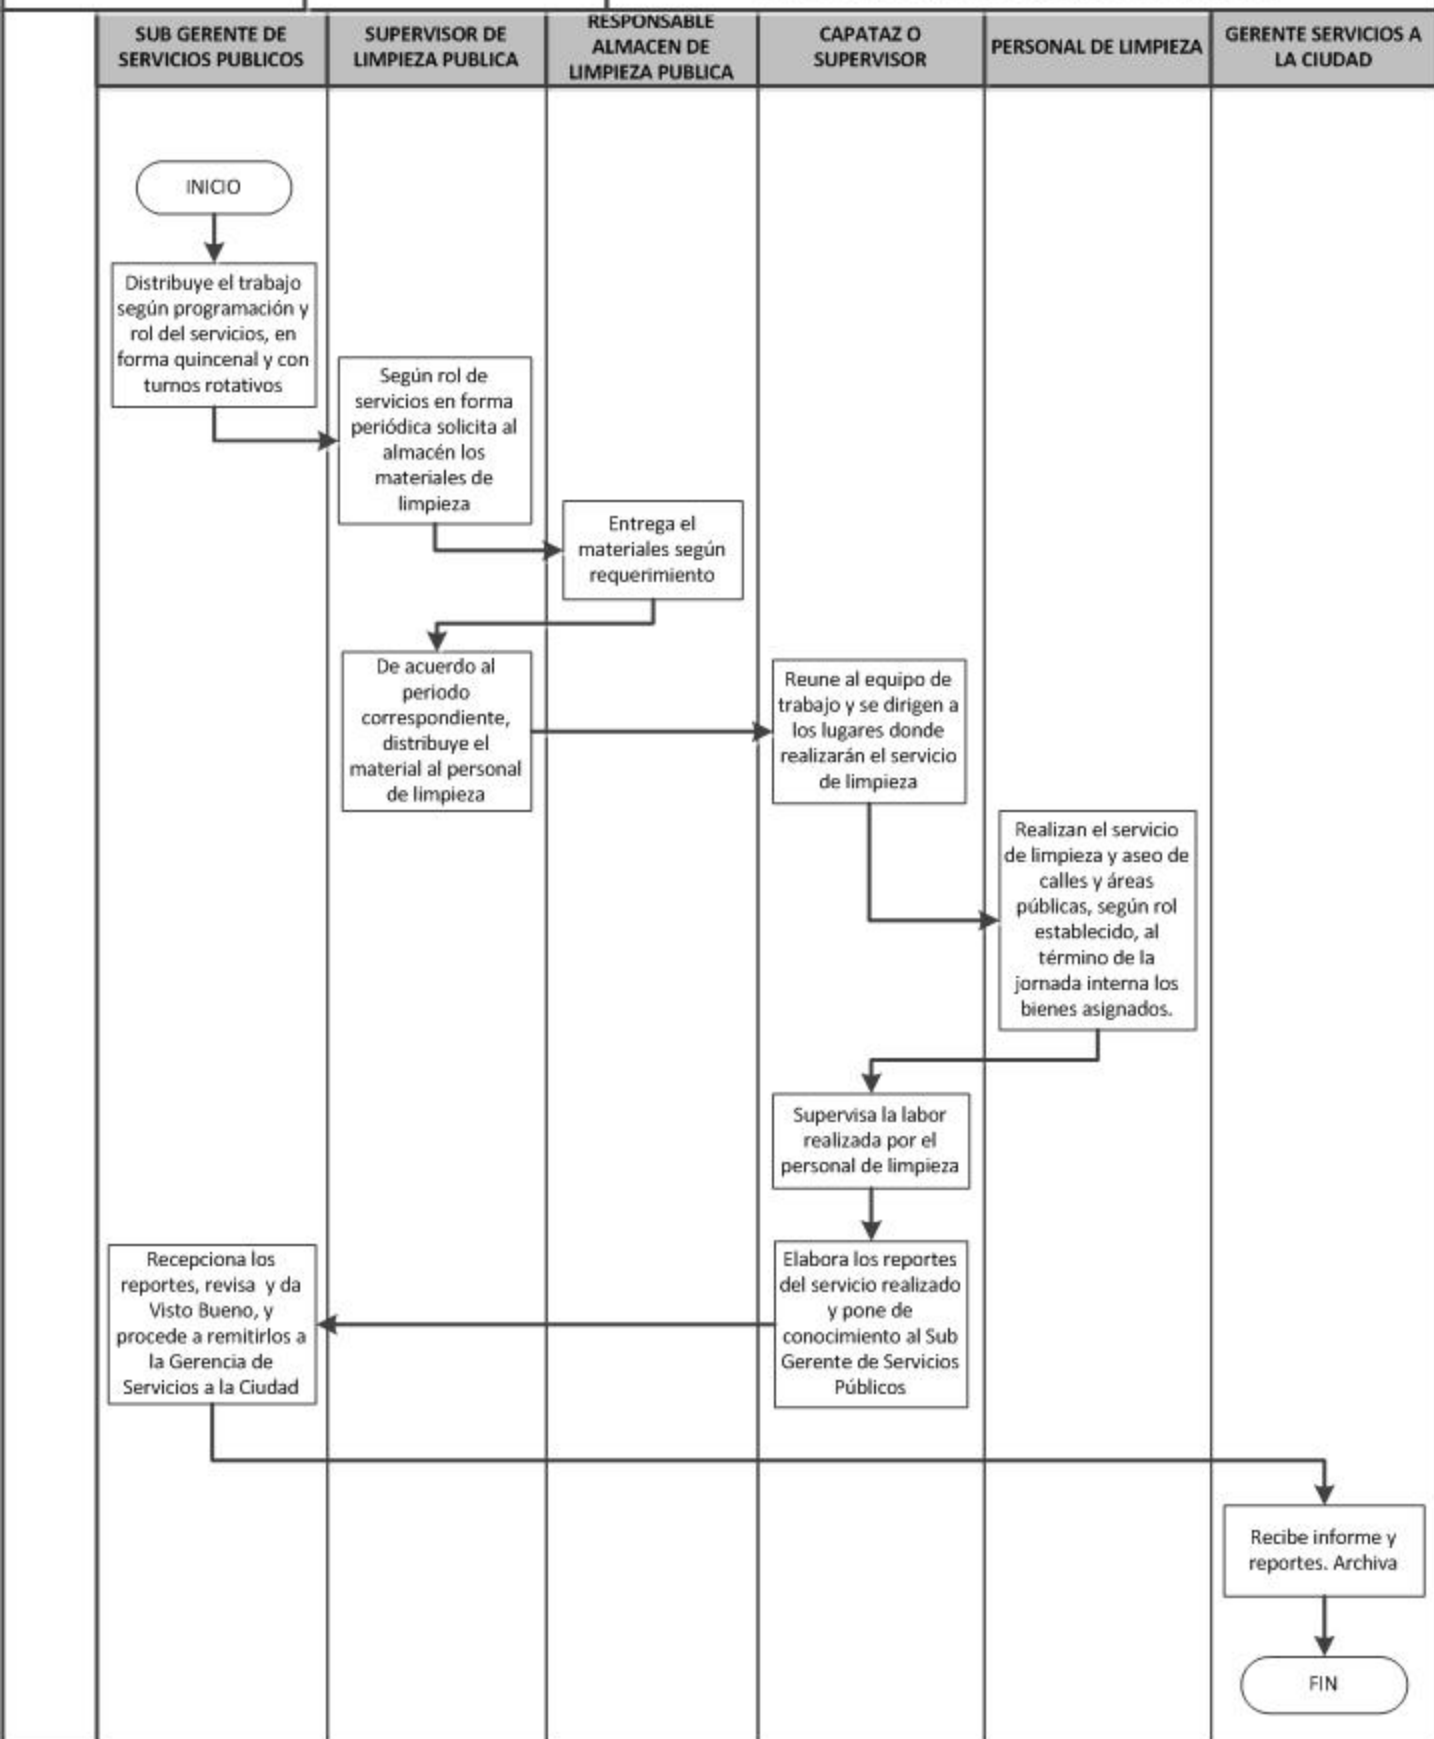 SUB GERENTE DE
SERVICIOS PUBLICOS
SUPERVISOR DE
LIMPIEZA PUBLICA
RESPONSABLE
ALMACEN DE
LIMPIEZA PUBLICA
CAPATAZ O
SUPERVISOR
PERSONAL DE LIMPIEZA
GERENTE SERVICIOS A
LA CIUDAD
INICIO
Distribuye el trabajo
según programación y
rol del servicios, en
forma quincenal y con
turnos rotativos
Según rol de
servicios en forma
periódica solicita al
almacén los
materiales de
limpieza
Entrega el
materiales según
requerimiento
De acuerdo al
periodo
correspondiente,
distribuye el
material al personal
de limpieza
Reune al equipo de
trabajo y se dirigen a
los lugares donde
realizarán el servicio
de limpieza
Realizan el servicio
de limpieza y aseo de
calles y áreas
públicas, según rol
establecido, al
término de la
jornada interna los
bienes asignados.
Supervisa la labor
realizada por el
personal de limpieza
Elabora los reportes
del servicio realizado
y pone de
conocimiento al Sub
Gerente de Servicios
Públicos
Recepciona los
reportes, revisa  y da
Visto Bueno, y
procede a remitirlos a
la Gerencia de
Servicios a la Ciudad
Recibe informe y
reportes. Archiva
FIN